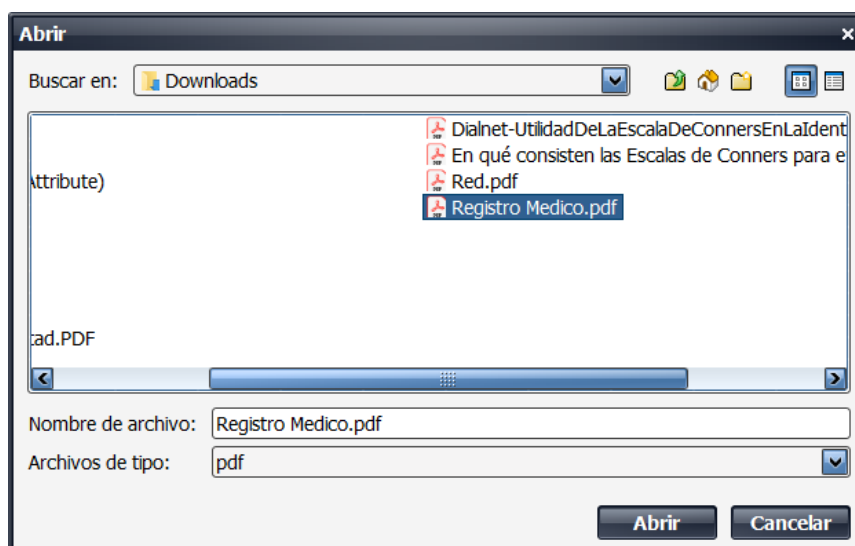 Abrir
Buscar en: Downloads
Dialnet-UtilidadDeLaEscalaDeConnersEnLaIdent
En qué consisten las Escalas de Conners para e
Attribute)
Red.pdf
Registro Medico.pdf
tad.PDF
Nombre de archivo: Registro Medico.pdf
Archivos de tipo: pdf
Abrir Cancelar